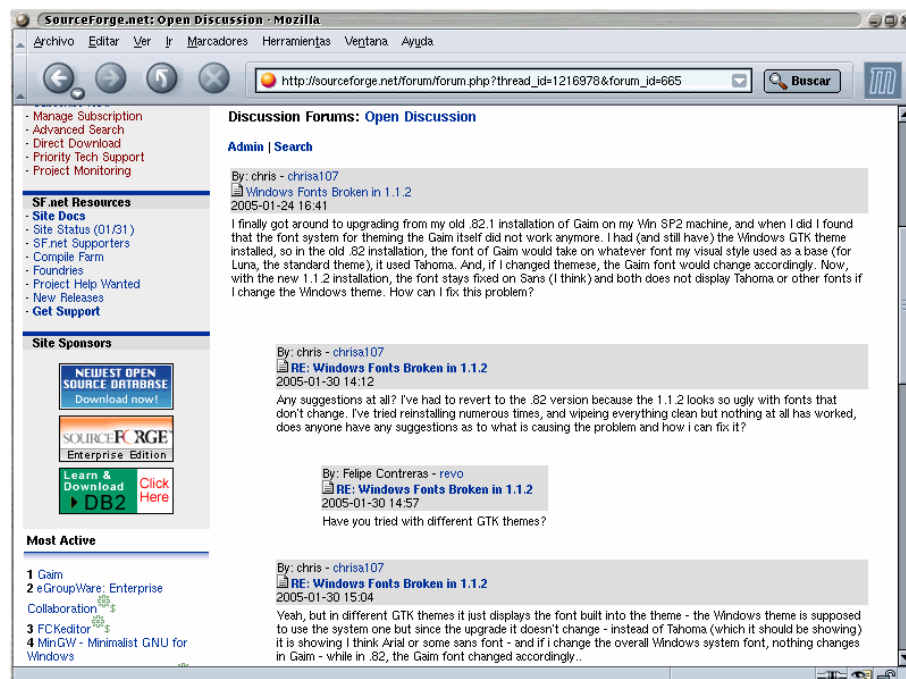 SourceForge.net: Open Discussion - Mozilla
Archivo Editar Ver Ir Marcadores Herramientas Ventana Ayuda
http://sourceforge.net/forum/forum.php?thread_id=1216978&forum_id=665
Buscar
- Manage Subscription
- Advanced Search
- Direct Download
- Priority Tech Support
- Project Monitoring
SF.net Resources
- Site Docs
- Site Status (01/31)
- SF.net Supporters
- Compile Farm
- Foundries
- Project Help Wanted
- New Releases
- Get Support
Site Sponsors
NEWEST OPEN
SOURCE DATABASE
Download now!
SOURCEFORGE
Enterprise Edition
Learn &
Download
DB2
Click
Here
Most Active
1 Gaim
2 eGroupWare: Enterprise
Collaboration $
3 FCKeditor $
4 MinGW - Minimalist GNU for
Windows
Discussion Forums: Open Discussion
Admin | Search
By: chris - chrisa107
Windows Fonts Broken in 1.1.2
2005-01-24 16:41
I finally got around to upgrading from my old .82.1 installation of Gaim on my Win SP2 machine, and when I did I found
that the font system for theming the Gaim itself did not work anymore. I had (and still have) the Windows GTK theme
installed, so in the old .82 installation, the font of Gaim would take on whatever font my visual style used as a base (for
Luna, the standard theme), it used Tahoma. And, if I changed themese, the Gaim font would change accordingly. Now,
with the new 1.1.2 installation, the font stays fixed on Sans (I think) and both does not display Tahoma or other fonts if
I change the Windows theme. How can I fix this problem?
By: chris - chrisa107
RE: Windows Fonts Broken in 1.1.2
2005-01-30 14:12
Any suggestions at all? I've had to revert to the .82 version because the 1.1.2 looks so ugly with fonts that
don't change. I've tried reinstalling numerous times, and wipeing everything clean but nothing at all has worked,
does anyone have any suggestions as to what is causing the problem and how i can fix it?
By: Felipe Contreras - revo
RE: Windows Fonts Broken in 1.1.2
2005-01-30 14:57
Have you tried with different GTK themes?
By: chris - chrisa107
RE: Windows Fonts Broken in 1.1.2
2005-01-30 15:04
Yeah, but in different GTK themes it just displays the font built into the theme - the Windows theme is supposed
to use the system one but since the upgrade it doesn't change - instead of Tahoma (which it should be showing)
it is showing I think Arial or some sans font - and if i change the overall Windows system font, nothing changes
in Gaim - while in .82, the Gaim font changed accordingly..